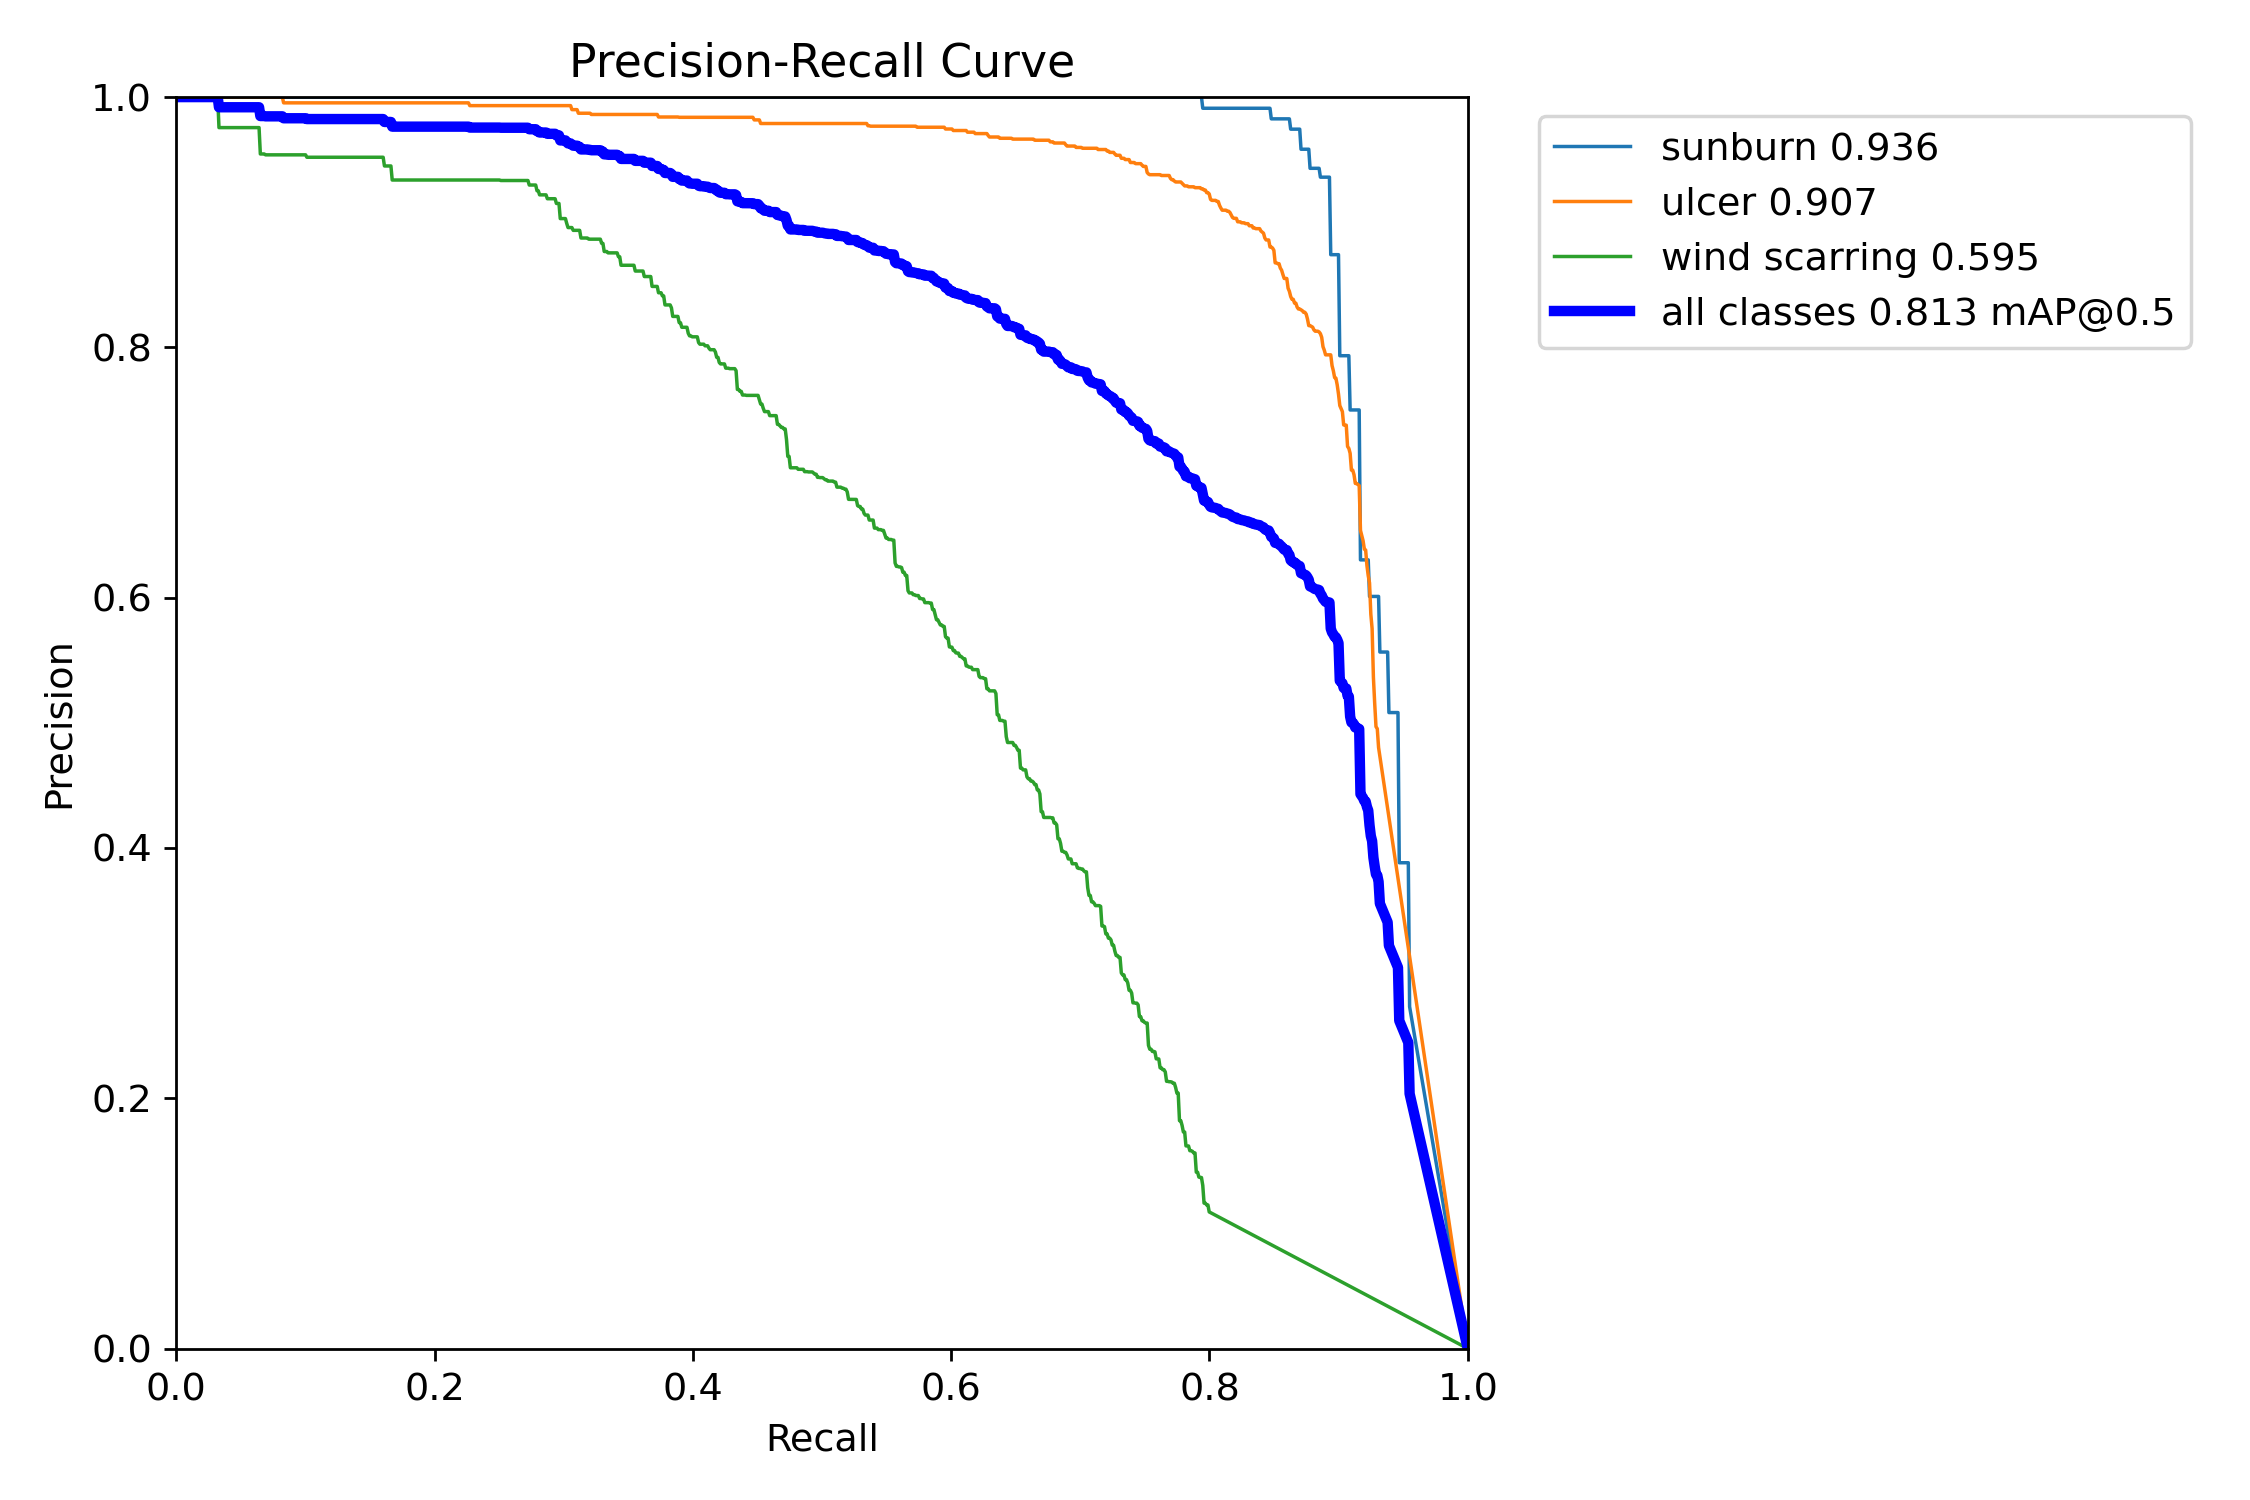 Precision-Recall Curve
1.0
0.8
0.6
0.4
0.2
0.0
Precision
0.0 0.2 0.4 0.6 0.8 1.0
Recall
sunburn 0.936
ulcer 0.907
wind scarring 0.595
all classes 0.813 mAP@0.5